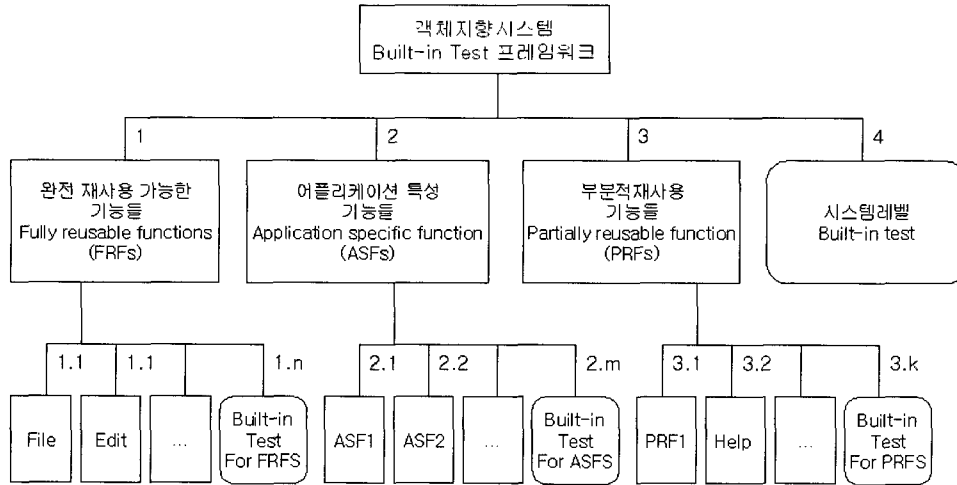 객체지향시스템
Built-in Test 프레임워크
1
2
3
4
완전 재사용 가능한
기능들
Fully reusable functions
(FRFs)
어플리케이션 특성
기능들
Application specific function
(ASFs)
부분적재사용
기능들
Partially reusable function
(PRFs)
시스템레벨
Built-in test
1.1
1.1
1.n
2.1
2.2
2.m
3.1
3.2
3.k
File
Edit
...
Built-in
Test
For FRFS
ASF1
ASF2
...
Built-in
Test
For ASFS
PRF1
Help
...
Built-in
Test
For PRFS